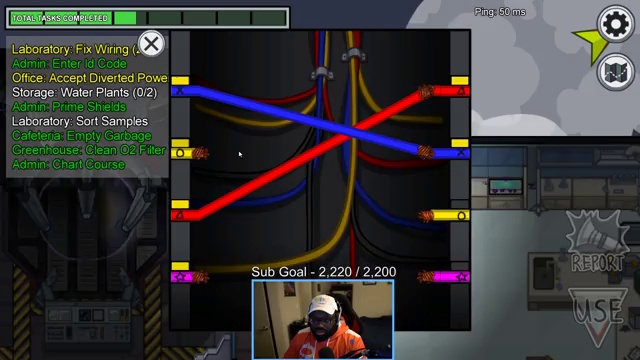 TOTAL TASKS COMPLETED
Ping: 50 ms
Laboratory: Fix Wiring
Admin: Enter Id Code
Office: Accept Diverted Powe
Storage: Water Plants (0/2)
Admin: Prime Shields
Laboratory: Sort Samples
Cafeteria: Empty Garbage
Greenhouse: Clean O2 Filter
Admin: Chart Course
Sub Goal - 2,220 / 2,200
REPORT
USE